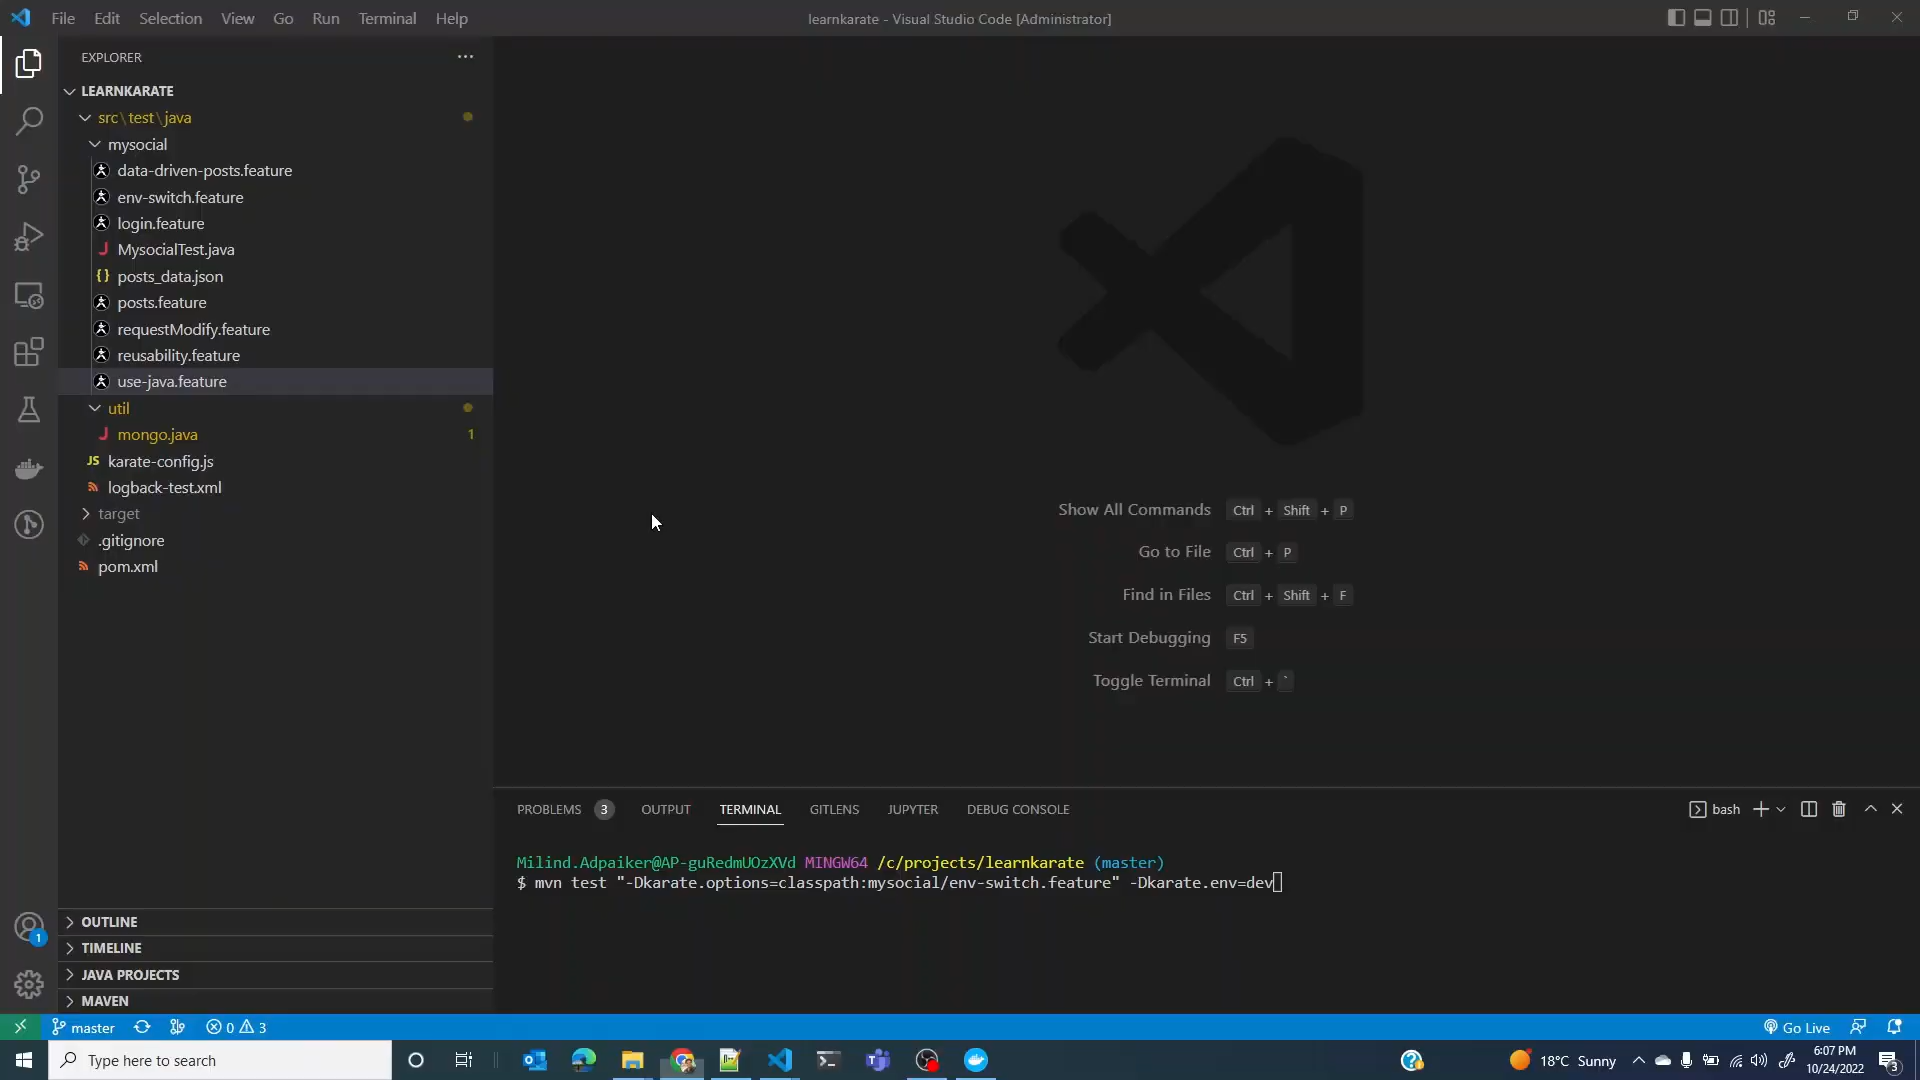 File Edit Selection View Go Run Terminal Help
learnkarate - Visual Studio Code [Administrator]
EXPLORER
LEARNKARATE
src\test\java
mysocial
data-driven-posts.feature
env-switch.feature
login.feature
J MysocialTest.java
{} posts_data.json
posts.feature
requestModify.feature
reusability.feature
use-java.feature
util
J mongo.java 1
JS karate-config.js
logback-test.xml
target
.gitignore
pom.xml
OUTLINE
TIMELINE
JAVA PROJECTS
MAVEN
1
Show All Commands Ctrl + Shift + P
Go to File Ctrl + P
Find in Files Ctrl + Shift + F
Start Debugging F5
Toggle Terminal Ctrl + `
PROBLEMS 3 OUTPUT TERMINAL GITLENS JUPYTER DEBUG CONSOLE
bash
Milind.Adpaiker@AP-guRedmUOzXVd MINGW64 /c/projects/learnkarate (master)
$ mvn test "-Dkarate.options=classpath:mysocial/env-switch.feature" -Dkarate.env=dev
master 0 3
Go Live
Type here to search
18°C Sunny
6:07 PM
10/24/2022
3